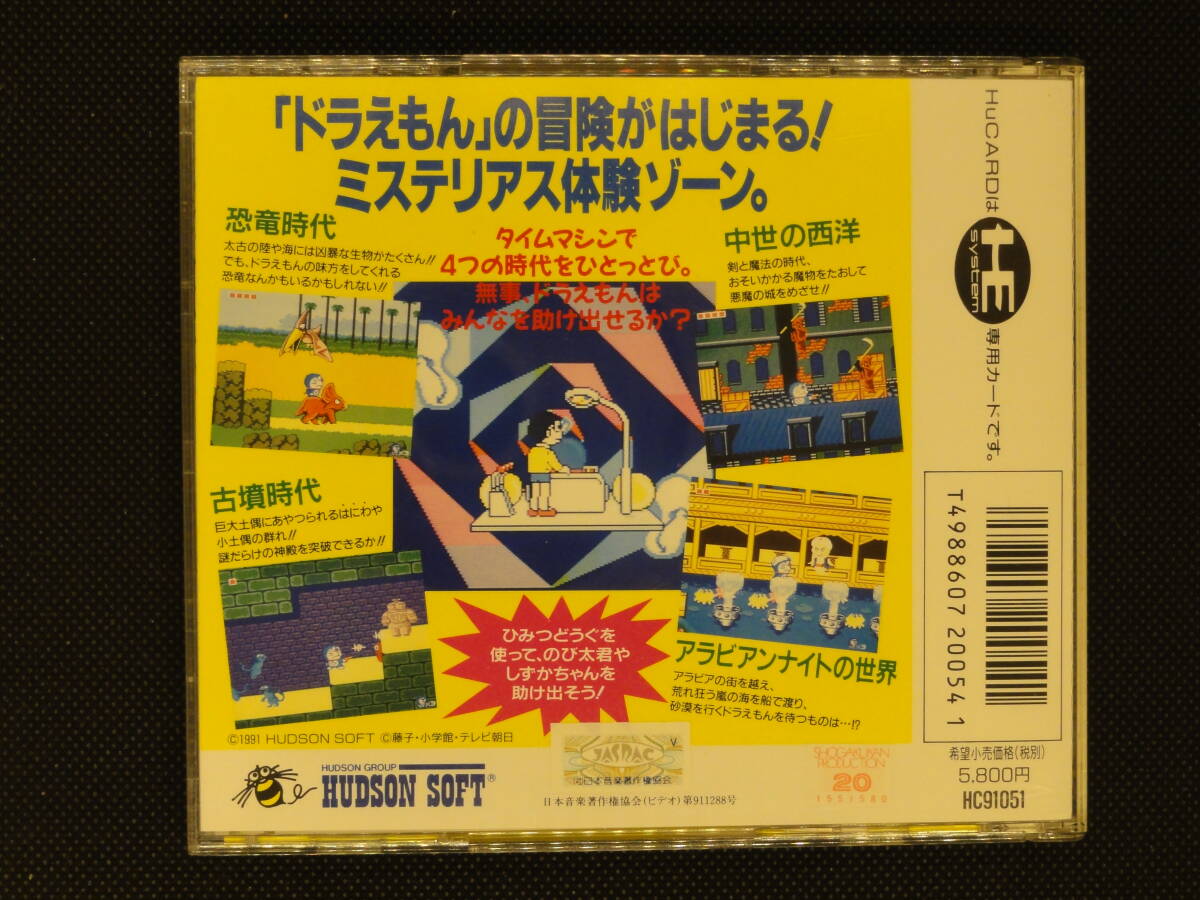 「ドラえもん」の冒険がはじまる!
ミステリアス体験ゾーン。
恐竜時代
太古の陸や海には凶暴な生物がたくさん!!
でも、ドラえもんの味方をしてくれる
恐竜なんかもいるかもしれない!!
タイムマシンで
4つの時代をひとっとび。
無事、ドラえもんは
みんなを助け出せるか?
中世の西洋
剣と魔法の時代、
おそいかかる魔物をたおして
悪魔の城をめざせ!!
古墳時代
巨大土偶にあやつられるはにわや
小土偶の群れ!!
謎だらけの神殿を突破できるか!!
ひみつどうぐを
使って、のび太君や
しずかちゃんを
助け出そう!
アラビアンナイトの世界
アラビアの街を越え、
荒れ狂う嵐の海を船で渡り、
砂漠を行くドラえもんを待つものは…!?
©1991 HUDSON SOFT ©藤子・小学館・テレビ朝日
HUDSON GROUP
HUDSON SOFT®
JASRAC
V
日本音楽著作権協会
日本音楽著作権協会(ビデオ)第911288号
SHOGAKUKAN
PRODUCTION
20
155/580
HuCARDは
HE
system
専用カードです。
T4988607 20054 1
希望小売価格(税別)
5,800円
HC91051